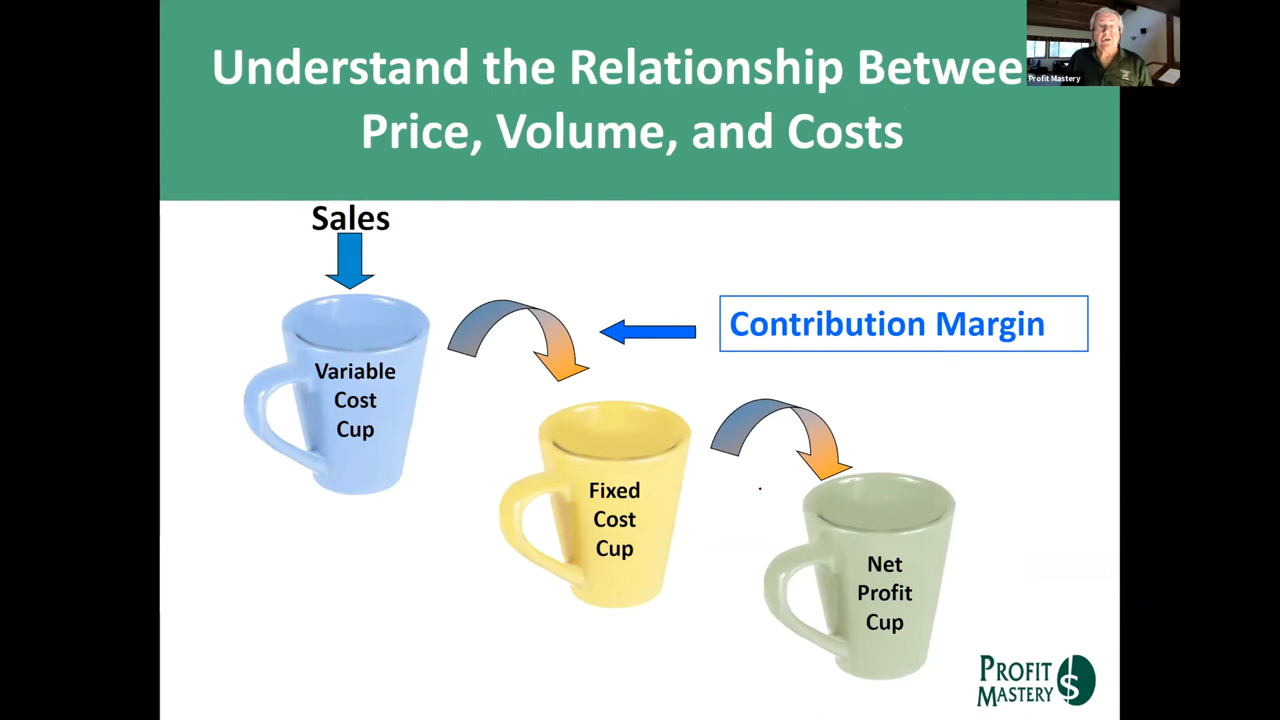 Understand the Relationship Betwee
Price, Volume, and Costs
Profit Mastery
Sales
Contribution Margin
Variable
Cost
Cup
Fixed
Cost
Cup
Net
Profit
Cup
PROFIT
MASTERY